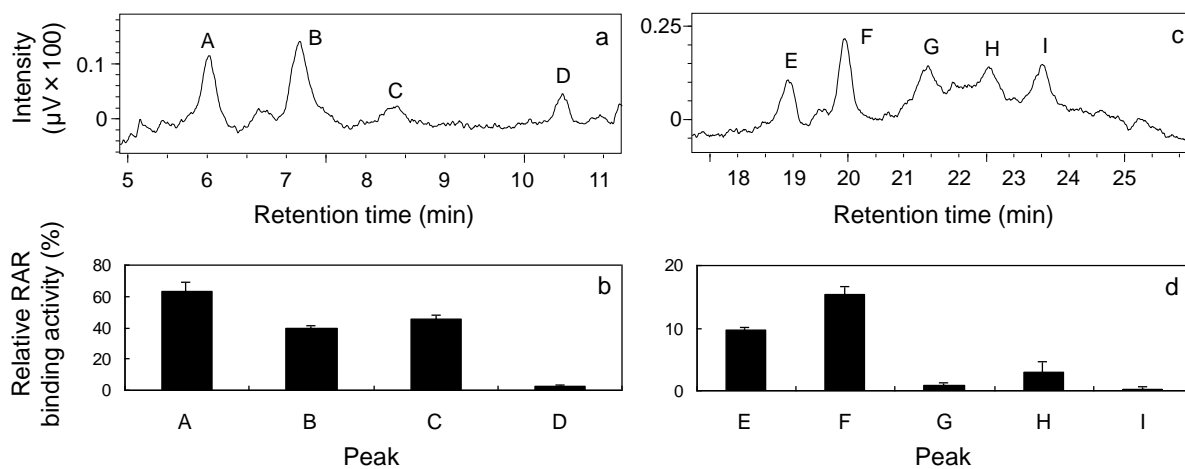 Intensity
(μV × 100)
0.1
0
A
B
C
D
a
5 6 7 8 9 10 11
Retention time (min)
0.25
0
E
F
G
H
I
c
18 19 20 21 22 23 24 25
Retention time (min)
Relative RAR
binding activity (%)
80
60
40
20
0
b
A B C D
Peak
20
10
0
d
E F G H I
Peak